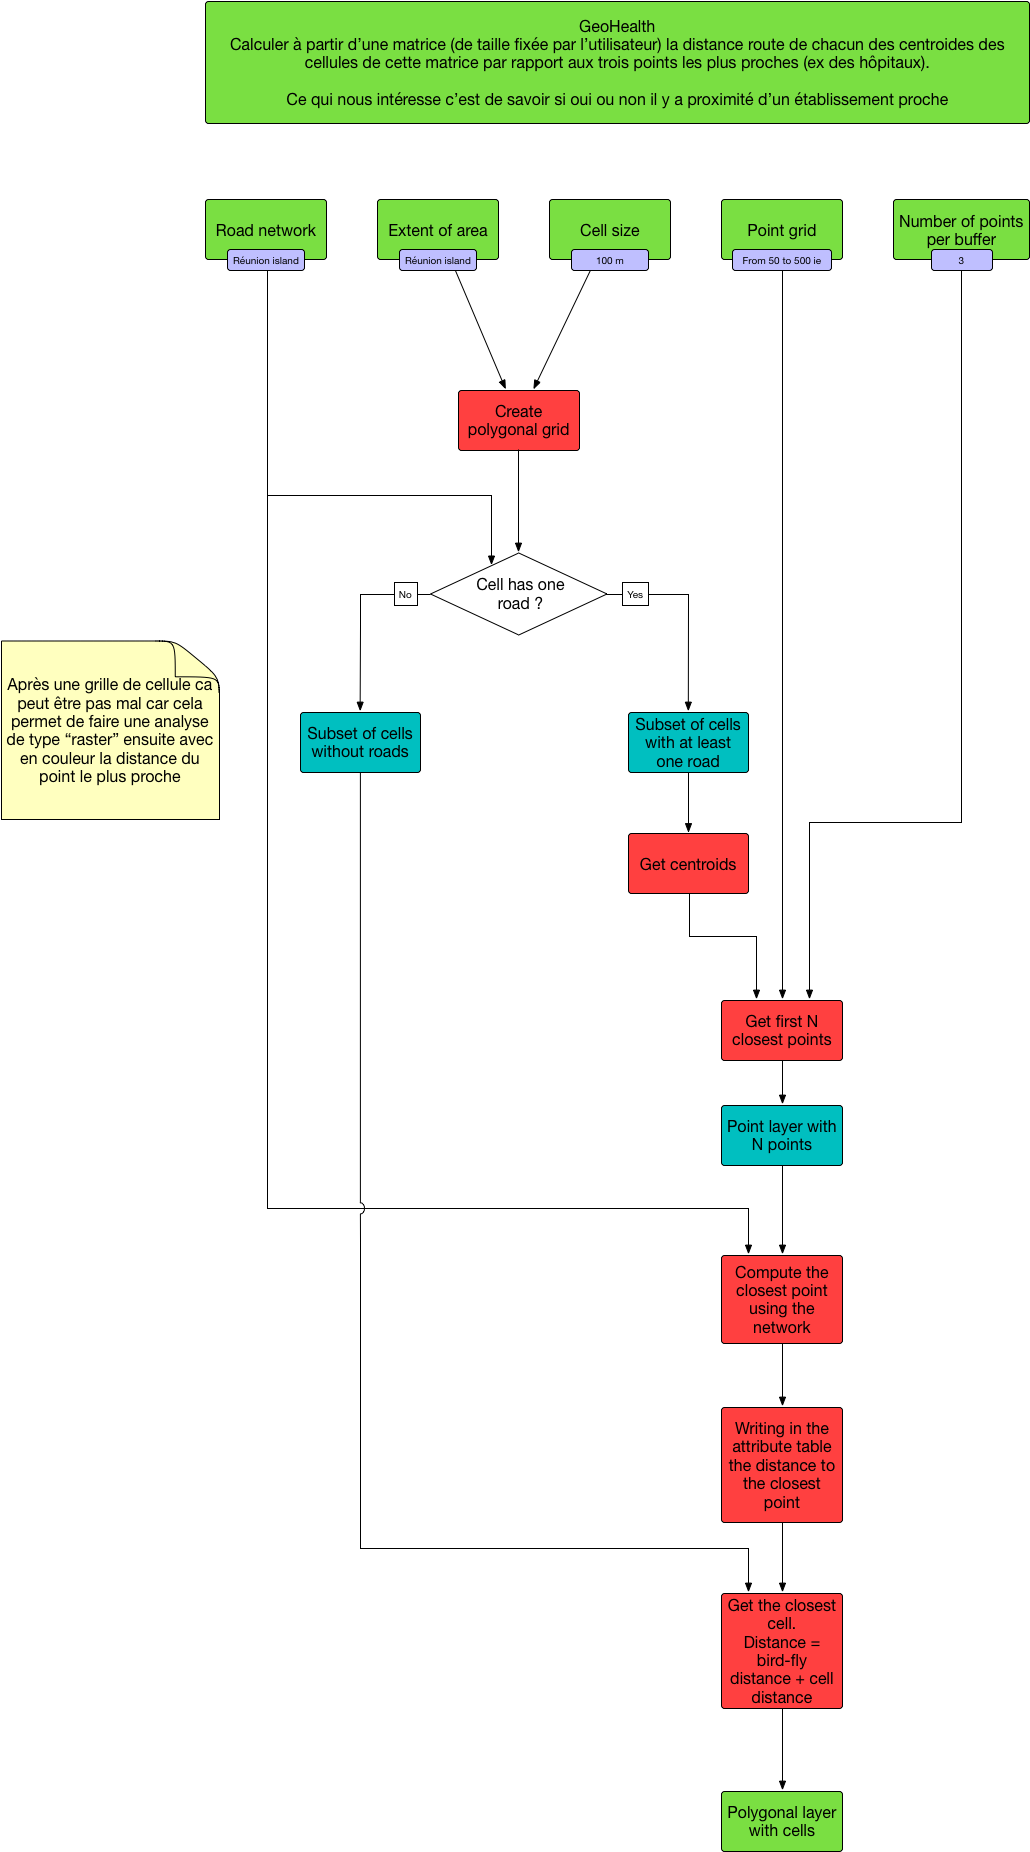 GeoHealth
Calculer à partir d’une matrice (de taille fixée par l’utilisateur) la distance route de chacun des centroides des
cellules de cette matrice par rapport aux trois points les plus proches (ex des hôpitaux).
Ce qui nous intéresse c’est de savoir si oui ou non il y a proximité d’un établissement proche
Road network
Réunion island
Extent of area
Réunion island
Cell size
100 m
Point grid
From 50 to 500 ie
Number of points
per buffer
3
Create
polygonal grid
Cell has one
road ?
No
Yes
Après une grille de cellule ca
peut être pas mal car cela
permet de faire une analyse
de type “raster” ensuite avec
en couleur la distance du
point le plus proche
Subset of cells
without roads
Subset of cells
with at least
one road
Get centroids
Get first N
closest points
Point layer with
N points
Compute the
closest point
using the
network
Writing in the
attribute table
the distance to
the closest
point
Get the closest
cell.
Distance =
bird-fly
distance + cell
distance
Polygonal layer
with cells